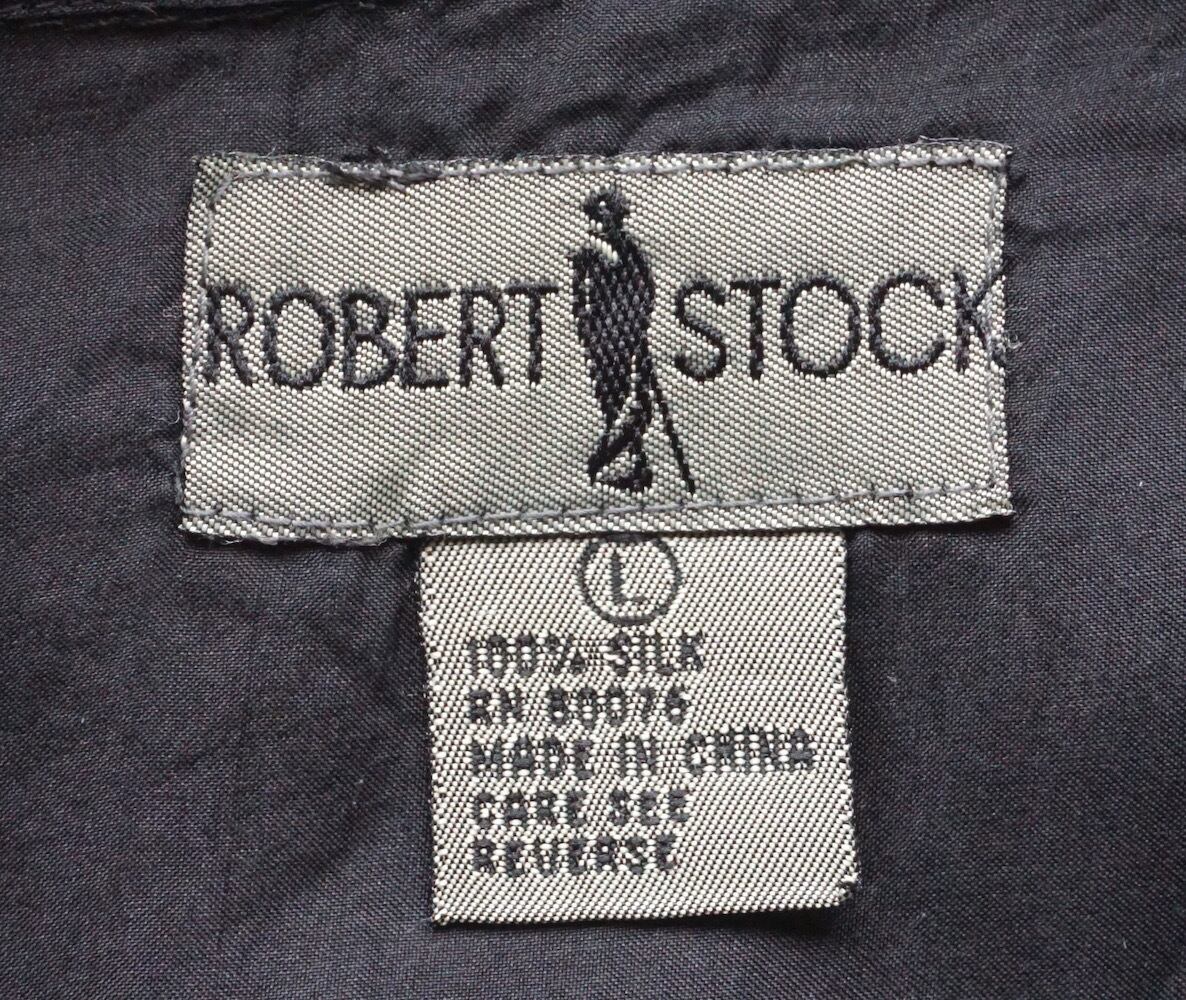 ROBERT STOCK
L
100% SILK
RN 80076
MADE IN CHINA
CARE SEE
REVERSE